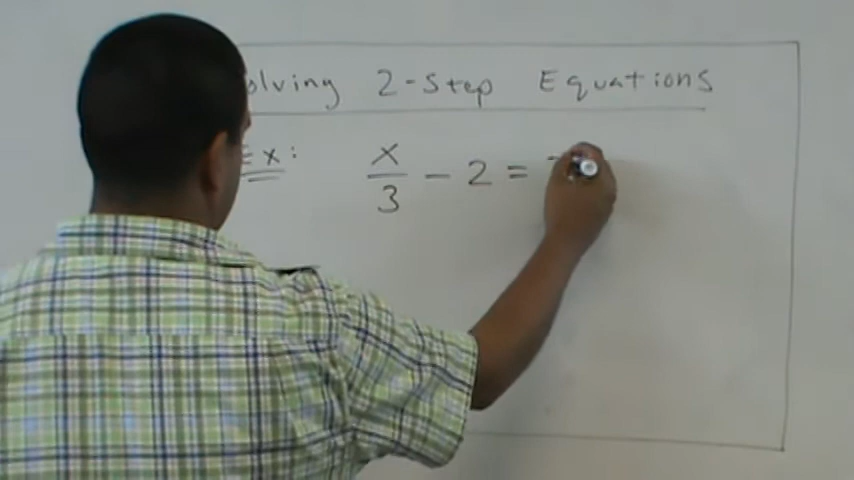 olving 2-Step Equations
Ex: x/3 - 2 =